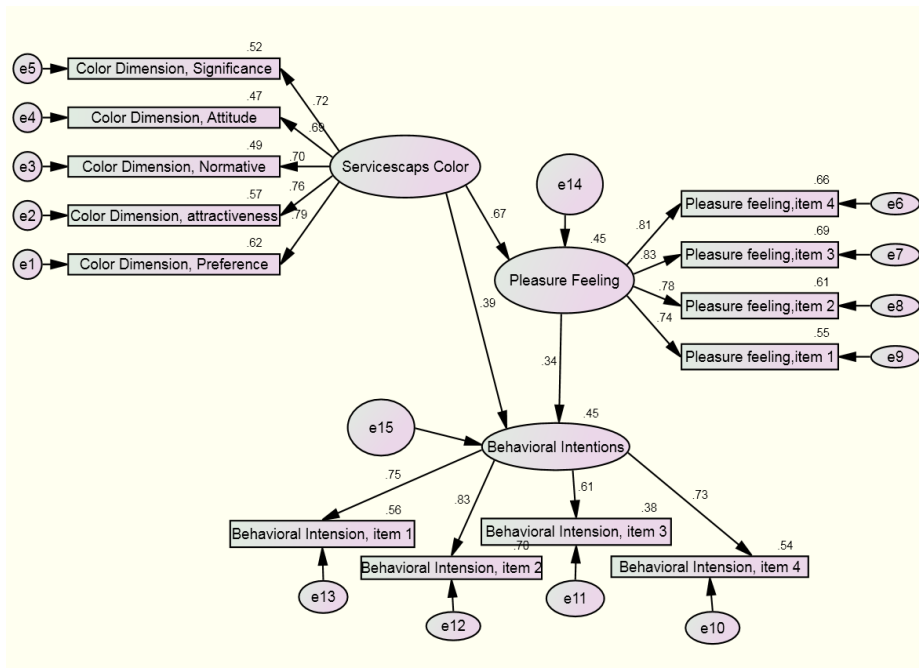 .52
e5
Color Dimension, Significance
.72
.47
e4
Color Dimension, Attitude
.69
.49
e3
Color Dimension, Normative
.70
Servicescaps Color
.57
e2
Color Dimension, attractiveness
.76
.62
e1
Color Dimension, Preference
.79
.67
e14
.45
Pleasure Feeling
.66
Pleasure feeling,item 4
e6
.81
.69
Pleasure feeling,item 3
e7
.83
.61
Pleasure feeling,item 2
e8
.78
.55
Pleasure feeling,item 1
e9
.74
.39
.34
e15
.45
Behavioral Intentions
.75
.83
.61
.73
.56
Behavioral Intension, item 1
.70
Behavioral Intension, item 2
.38
Behavioral Intension, item 3
.54
Behavioral Intension, item 4
e13
e12
e11
e10